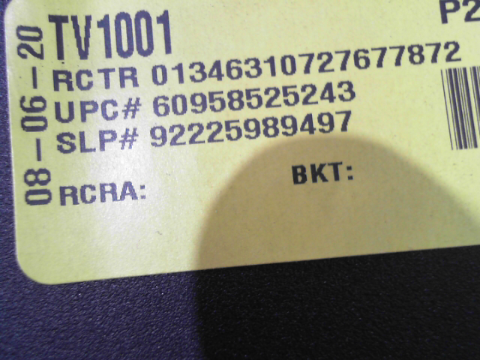 08-06-20
TV1001
P2
RCTR 01346310727677872
UPC# 60958525243
SLP# 92225989497
RCRA:
BKT: